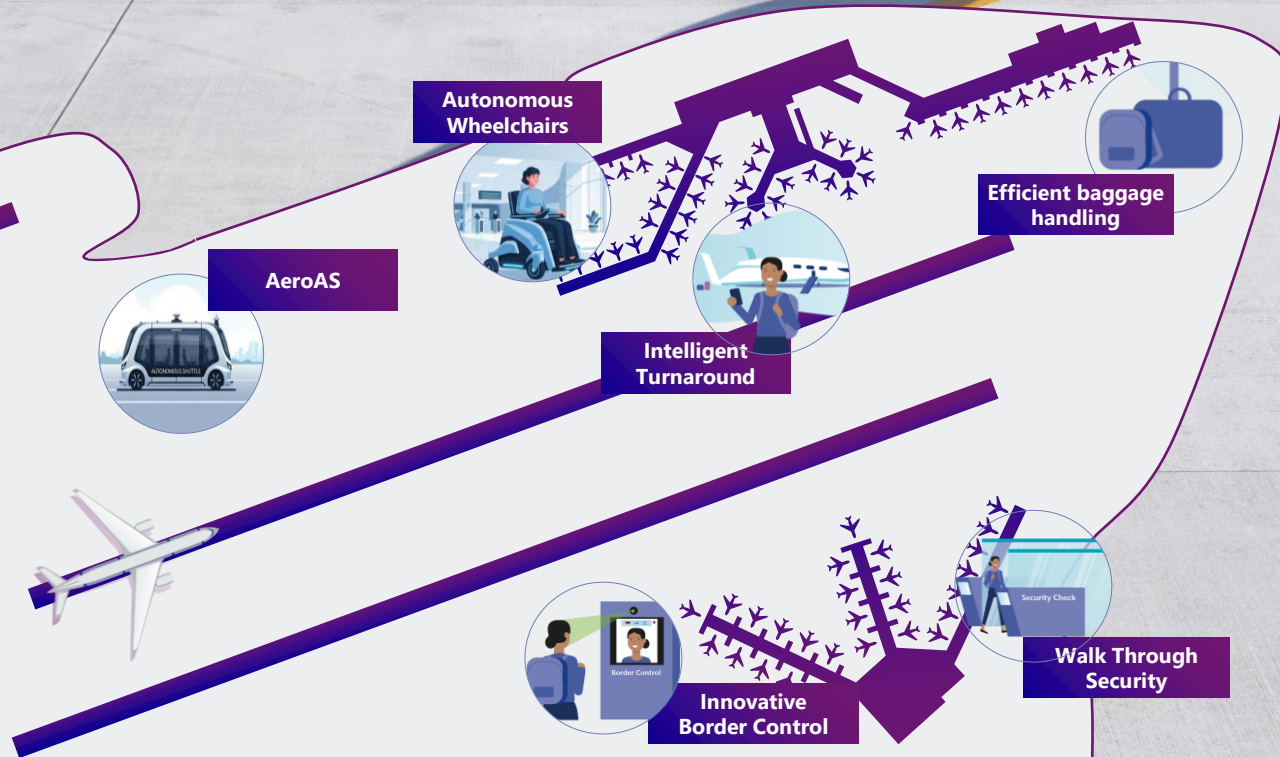 Autonomous
Wheelchairs
Efficient baggage
handling
AeroAS
AUTONOMOUS SHUTTLE
Intelligent
Turnaround
Security Check
Walk Through
Security
Border Control
Innovative
Border Control